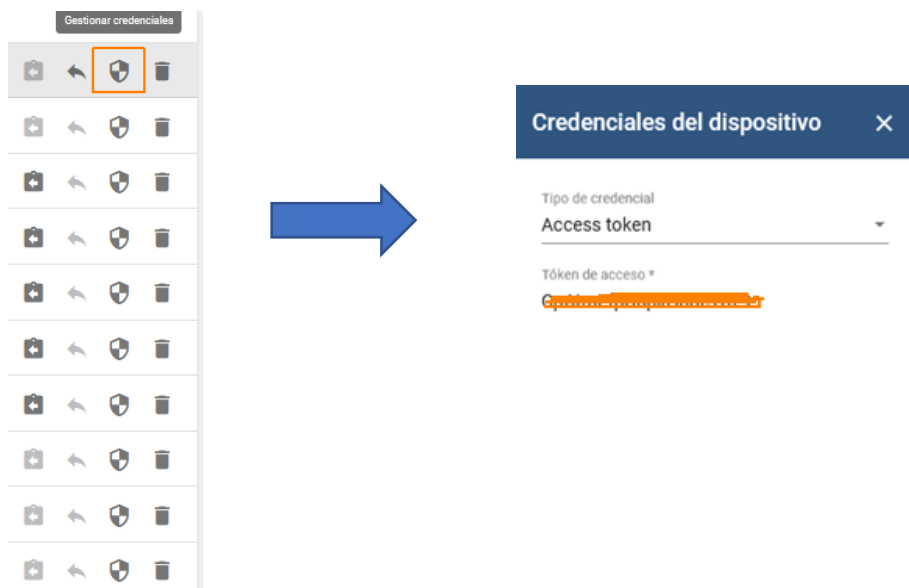 Gestionar credenciales
Credenciales del dispositivo
Tipo de credencial
Access token
Tóken de acceso *